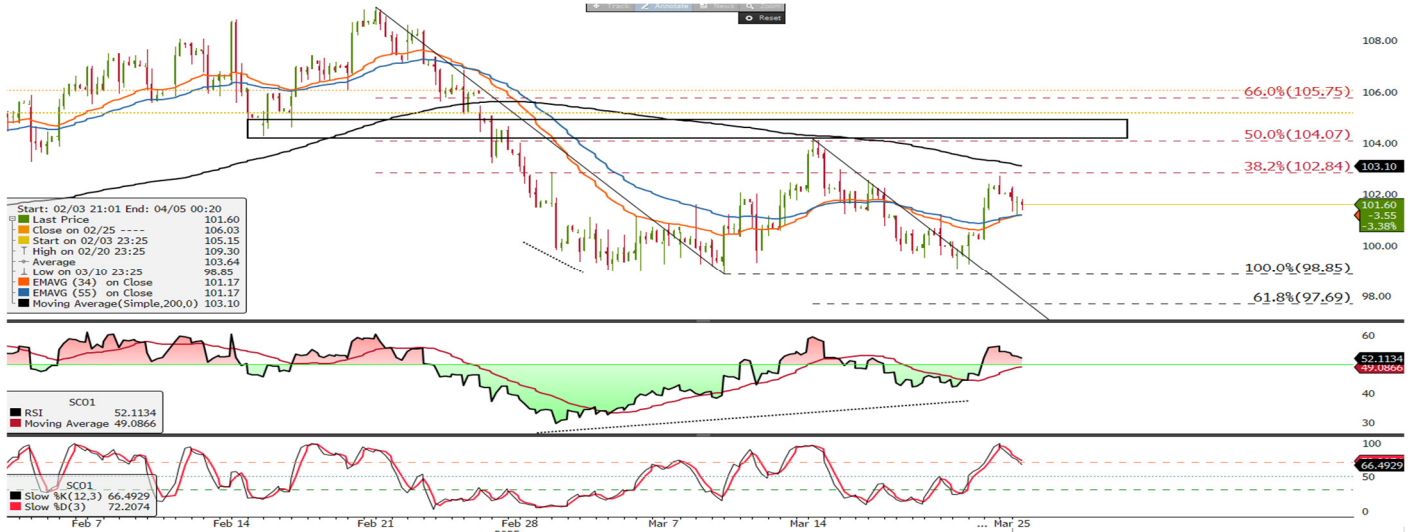 Track Annotate News Zoom
Reset
108.00
66.0%(105.75)
106.00
50.0%(104.07)
104.00
38.2%(102.84)
103.10
102.00
101.60
-3.55
-3.38%
100.00
100.0%(98.85)
61.8%(97.69)
98.00
Start: 02/03 21:01 End: 04/05 00:20
Last Price 101.60
Close on 02/25 ---- 106.03
Start on 02/03 23:25 105.15
High on 02/20 23:25 109.30
Average 103.64
Low on 03/10 23:25 98.85
EMAVG (34) on Close 101.17
EMAVG (55) on Close 101.17
Moving Average(Simple,200,0) 103.10
60
52.1134
49.0866
40
30
SC01
RSI 52.1134
Moving Average 49.0866
100
66.4929
50
0
SC01
Slow %K(12,3) 66.4929
Slow %D(3) 72.2074
Feb 7 Feb 14 Feb 21 Feb 28 Mar 7 Mar 14 ... Mar 25